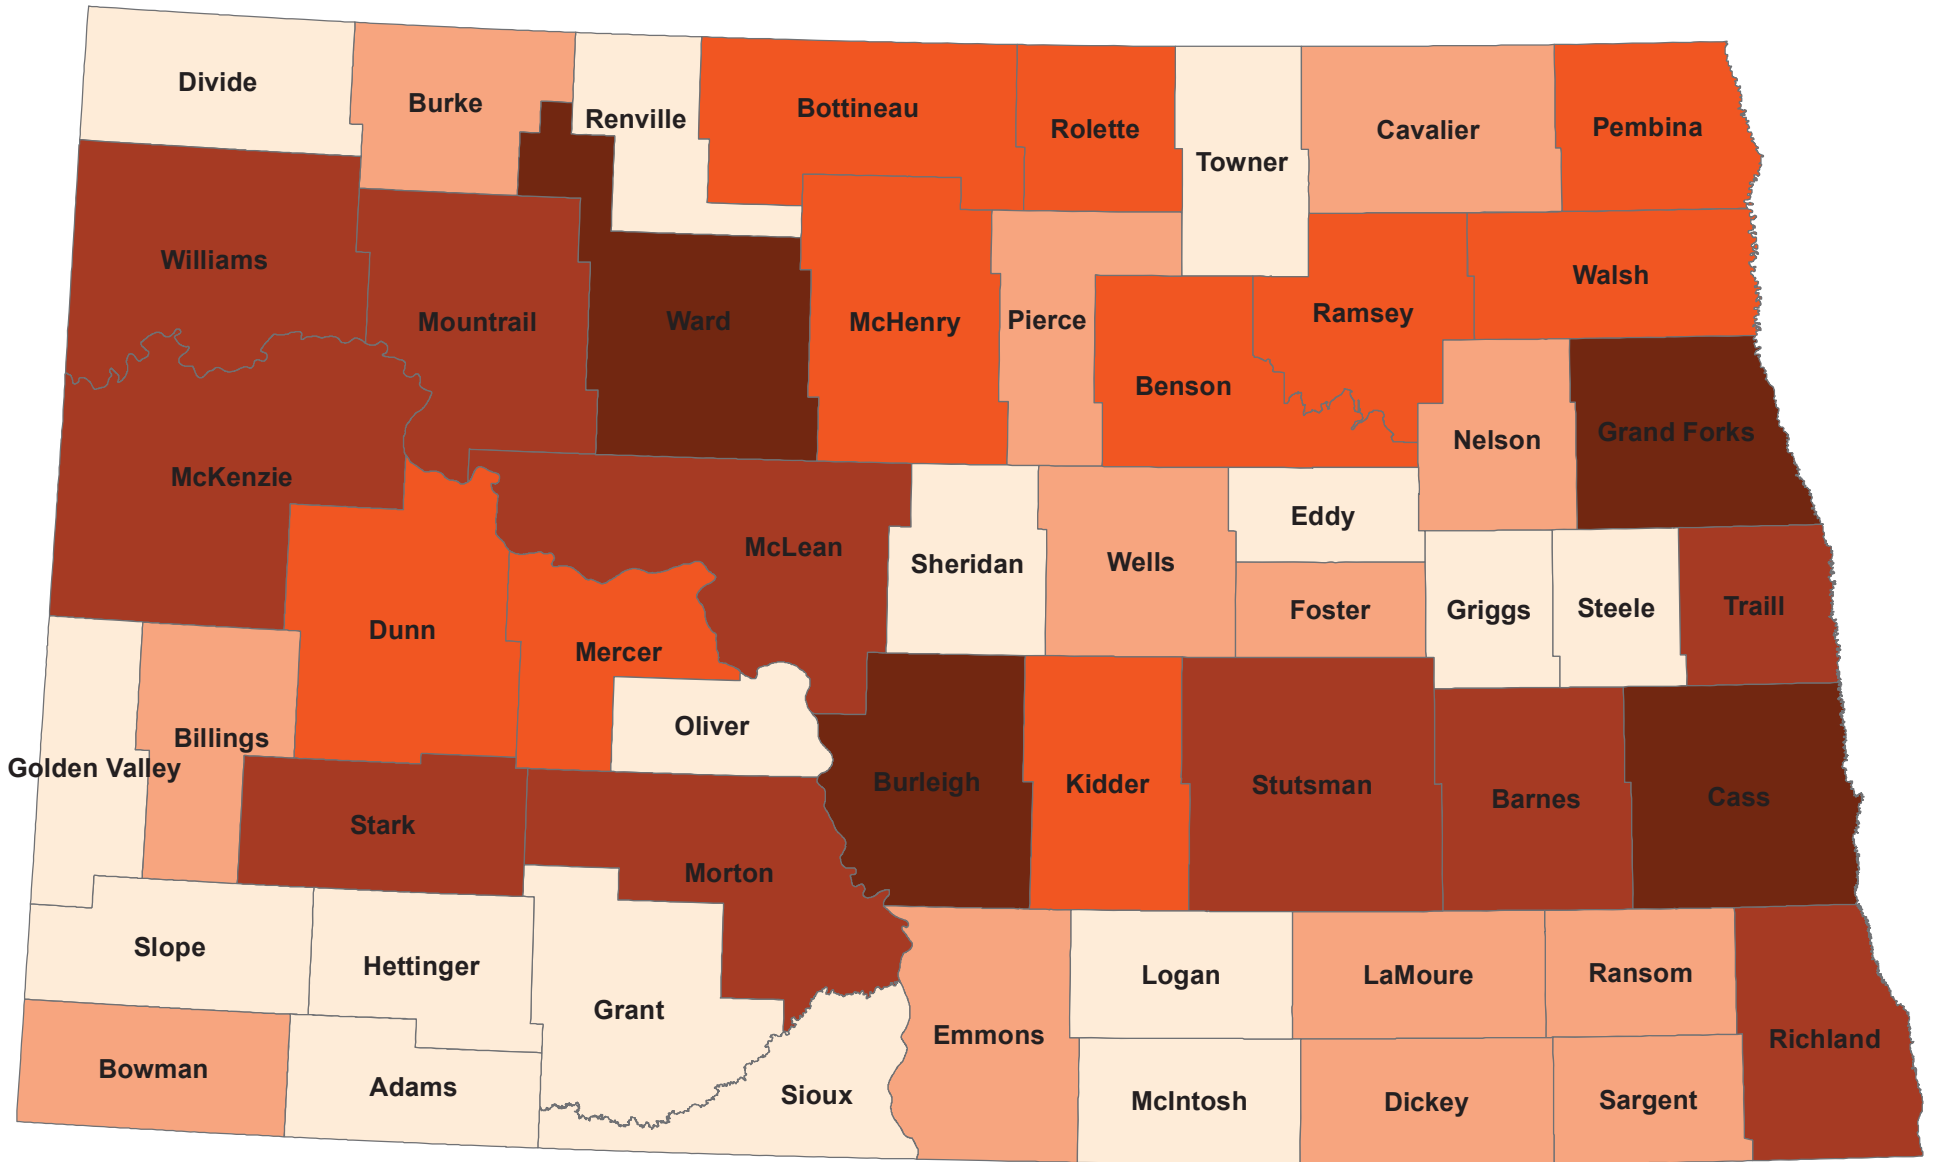 Divide
Burke
Renville
Bottineau
Rolette
Towner
Cavalier
Pembina
Williams
Mountrail
Ward
McHenry
Pierce
Benson
Ramsey
Walsh
McKenzie
Nelson
Grand Forks
Dunn
Mercer
McLean
Sheridan
Wells
Eddy
Foster
Griggs
Steele
Traill
Golden Valley
Billings
Oliver
Stark
Morton
Burleigh
Kidder
Stutsman
Barnes
Cass
Slope
Hettinger
Grant
Logan
LaMoure
Ransom
Emmons
Richland
Bowman
Adams
Sioux
McIntosh
Dickey
Sargent